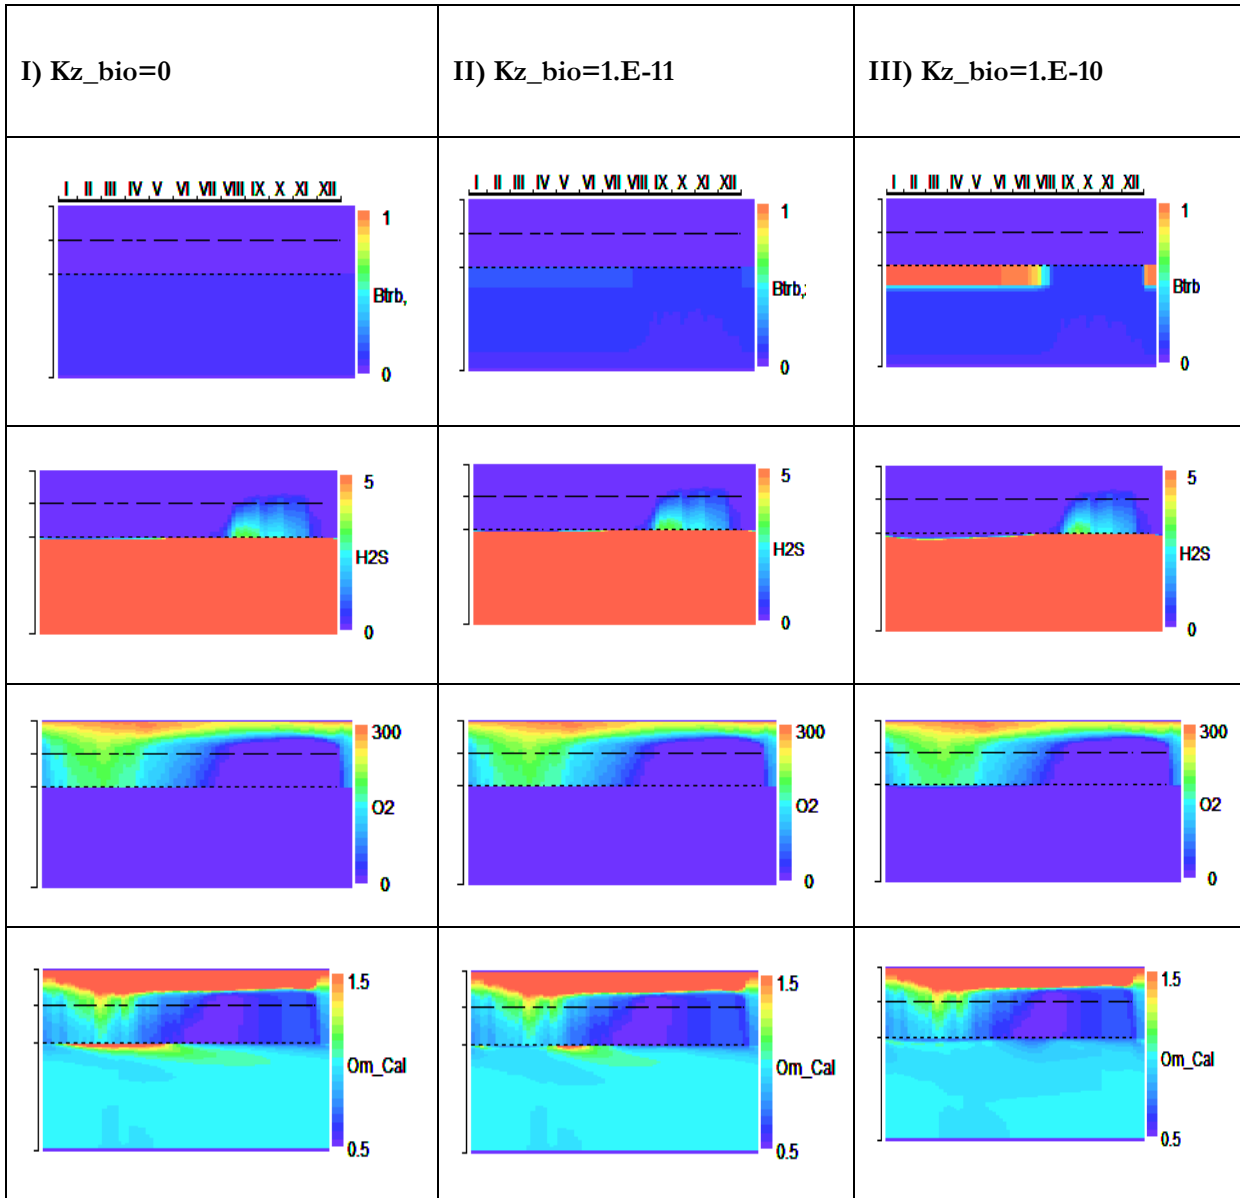 I) Kz_bio=0
II) Kz_bio=1.E-11
III) Kz_bio=1.E-10
I II III IV V VI VII VIII IX X XI XII
1
Btrb,
0
I II III IV V VI VII VIII IX X XI XII
1
Btrb,:
0
I II III IV V VI VII VIII IX X XI XII
1
Btrb
0
5
H2S
0
5
H2S
0
5
H2S
0
300
O2
0
300
O2
0
300
O2
0
1.5
Om_Cal
0.5
1.5
Om_Cal
0.5
1.5
Om_Cal
0.5